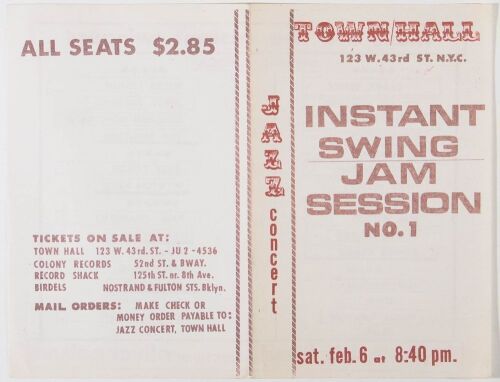 ALL SEATS $2.85
TICKETS ON SALE AT:
TOWN HALL 123 W. 43rd. ST. - JU 2-4536
COLONY RECORDS 52nd ST. & BWAY.
RECORD SHACK 125th ST. nr. 8th Ave.
BIRDELS NOSTRAND & FULTON STS. Bklyn.
MAIL ORDERS: MAKE CHECK OR
MONEY ORDER PAYABLE TO:
JAZZ CONCERT, TOWN HALL
JAZZ concert
TOWN/HALL
123 W. 43rd ST. N.Y.C.
INSTANT
SWING
JAM
SESSION
NO. 1
sat. feb. 6 at 8:40 pm.